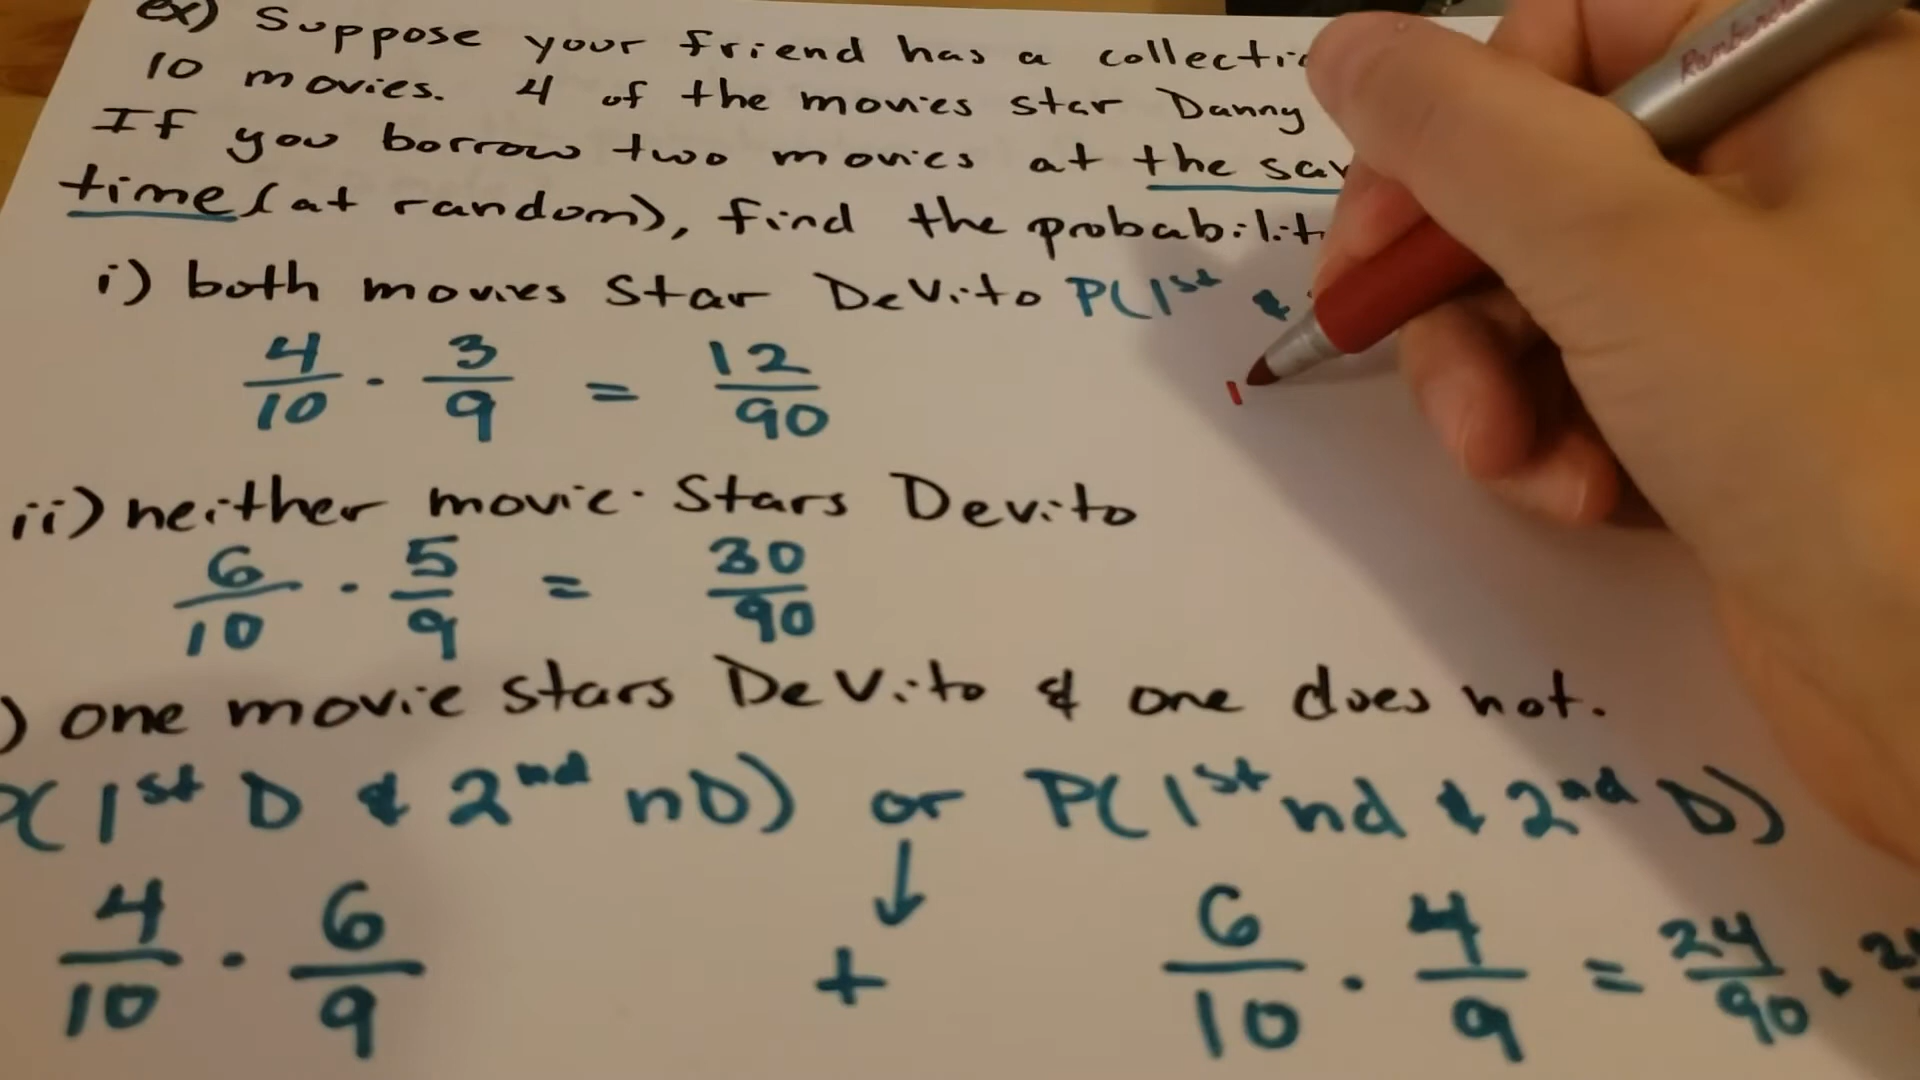 ex) Suppose your friend has a collectio
10 movies. 4 of the movies star Danny
If you borrow two movies at the sa
time (at random), find the probabilit
i) both movies star DeVito P(1st &
4/10 · 3/9 = 12/90
ii) neither movie stars Devito
6/10 · 5/9 = 30/90
) one movie stars DeVito & one does not.
P(1st D & 2nd nD) or P(1st nd & 2nd D)
4/10 · 6/9 + 6/10 · 4/9 = 24/90 +